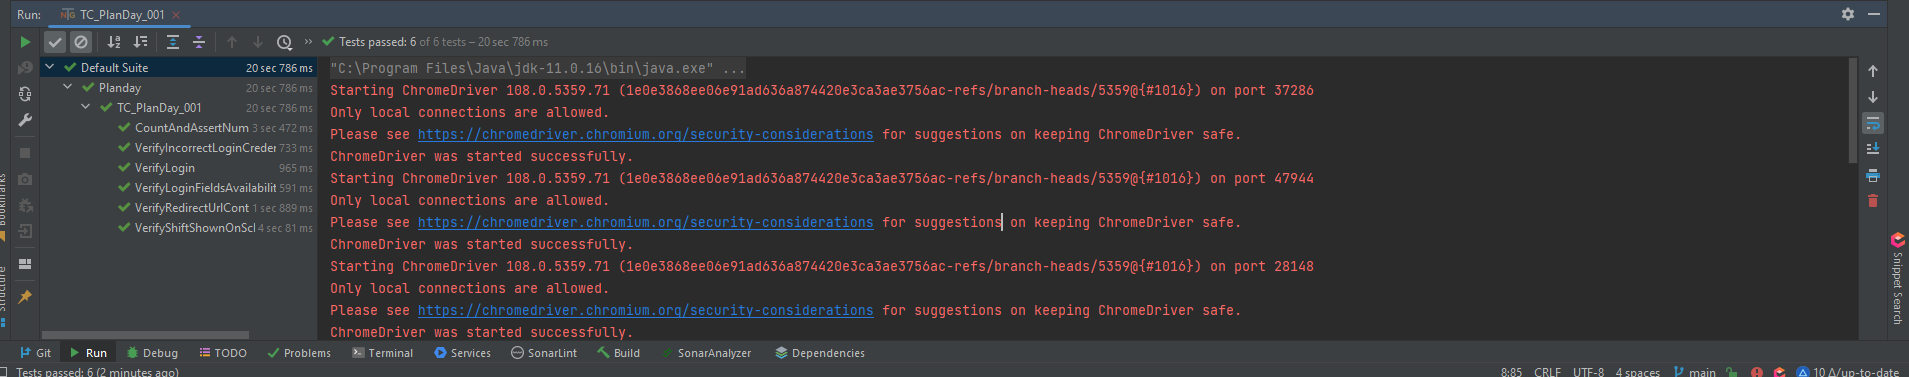 Run: TC_PlanDay_001
Tests passed: 6 of 6 tests – 20 sec 786 ms
Default Suite 20 sec 786 ms
Planday 20 sec 786 ms
TC_PlanDay_001 20 sec 786 ms
CountAndAssertNum 3 sec 472 ms
VerifyIncorrectLoginCreder 733 ms
VerifyLogin 965 ms
VerifyLoginFieldsAvailabilit 591 ms
VerifyRedirectUrlCont 1 sec 889 ms
VerifyShiftShownOnScl 4 sec 81 ms
"C:\Program Files\Java\jdk-11.0.16\bin\java.exe" ...
Starting ChromeDriver 108.0.5359.71 (1e0e3868ee06e91ad636a874420e3ca3ae3756ac-refs/branch-heads/5359@{#1016}) on port 37286
Only local connections are allowed.
Please see https://chromedriver.chromium.org/security-considerations for suggestions on keeping ChromeDriver safe.
ChromeDriver was started successfully.
Starting ChromeDriver 108.0.5359.71 (1e0e3868ee06e91ad636a874420e3ca3ae3756ac-refs/branch-heads/5359@{#1016}) on port 47944
Only local connections are allowed.
Please see https://chromedriver.chromium.org/security-considerations for suggestions on keeping ChromeDriver safe.
ChromeDriver was started successfully.
Starting ChromeDriver 108.0.5359.71 (1e0e3868ee06e91ad636a874420e3ca3ae3756ac-refs/branch-heads/5359@{#1016}) on port 28148
Only local connections are allowed.
Please see https://chromedriver.chromium.org/security-considerations for suggestions on keeping ChromeDriver safe.
ChromeDriver was started successfully.
Bookmarks
Structure
Snippet Search
Git Run Debug TODO Problems Terminal Services SonarLint Build SonarAnalyzer Dependencies
Tests passed: 6 (2 minutes ago) 8:85 CRLF UTF-8 4 spaces main 10 Δ/up-to-date